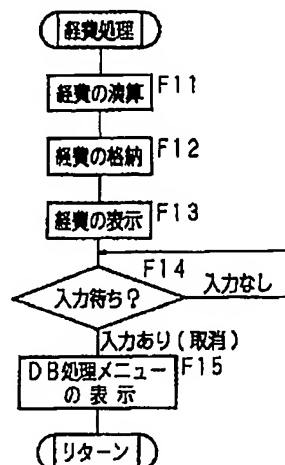 経費処理
経費の演算 F11
経費の格納 F12
経費の表示 F13
F14
入力待ち? 入力なし
入力あり(取消)
DB処理メニュー F15
の表示
リターン